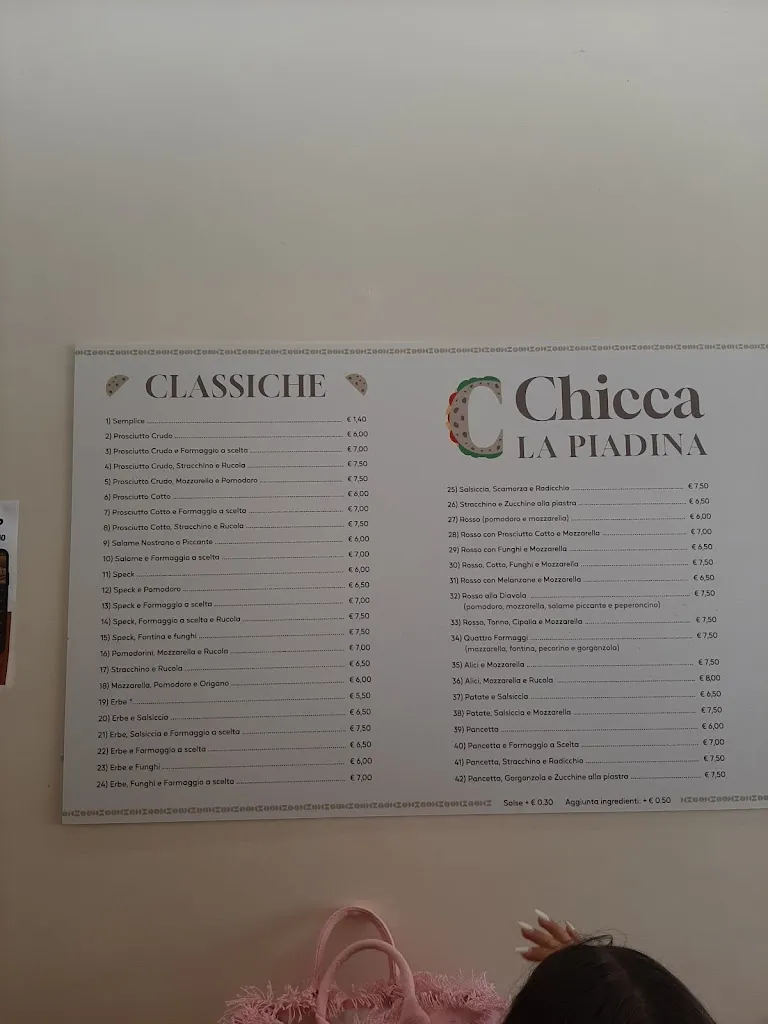 CLASSICHE
1) Semplice € 1,40
2) Prosciutto Crudo € 6,00
3) Prosciutto Crudo e Formaggio a scelta € 7,00
4) Prosciutto Crudo, Stracchino e Rucola € 7,50
5) Prosciutto Crudo, Mozzarella e Pomodoro € 7,50
6) Prosciutto Cotto € 6,00
7) Prosciutto Cotto e Formaggio a scelta € 7,00
8) Prosciutto Cotto, Stracchino e Rucola € 7,50
9) Salame Nostrano o Piccante € 6,00
10) Salame e Formaggio a scelta € 7,00
11) Speck € 6,00
12) Speck e Pomodoro € 6,50
13) Speck e Formaggio a scelta € 7,00
14) Speck, Formaggio a scelta e Rucola € 7,50
15) Speck, Fontina e funghi € 7,50
16) Pomodorini, Mozzarella e Rucola € 7,00
17) Stracchino e Rucola € 6,50
18) Mozzarella, Pomodoro e Origano € 6,00
19) Erbe * € 5,50
20) Erbe e Salsiccia € 6,50
21) Erbe, Salsiccia e Formaggio a scelta € 7,50
22) Erbe e Formaggio a scelta € 6,50
23) Erbe e Funghi € 6,00
24) Erbe, Funghi e Formaggio a scelta € 7,00
Chicca
LA PIADINA
25) Salsiccia, Scamorza e Radicchio € 7,50
26) Stracchino e Zucchine alla piastra € 6,50
27) Rosso (pomodoro e mozzarella) € 6,00
28) Rosso con Prosciutto Cotto e Mozzarella € 7,00
29) Rosso con Funghi e Mozzarella € 6,50
30) Rosso, Cotto, Funghi e Mozzarella € 7,50
31) Rosso con Melanzane e Mozzarella € 6,50
32) Rosso alla Diavola € 7,50
(pomodoro, mozzarella, salame piccante e peperoncino)
33) Rosso, Tonno, Cipolla e Mozzarella € 7,50
34) Quattro Formaggi € 7,50
(mozzarella, fontina, pecorino e gorgonzola)
35) Alici e Mozzarella € 7,50
36) Alici, Mozzarella e Rucola € 8,00
37) Patate e Salsiccia € 6,50
38) Patate, Salsiccia e Mozzarella € 7,50
39) Pancetta € 6,00
40) Pancetta e Formaggio a Scelta € 7,00
41) Pancetta, Stracchino e Radicchio € 7,50
42) Pancetta, Gorgonzola e Zucchine alla piastra € 7,50
Salse + € 0.30 Aggiunta ingredienti: + € 0.50